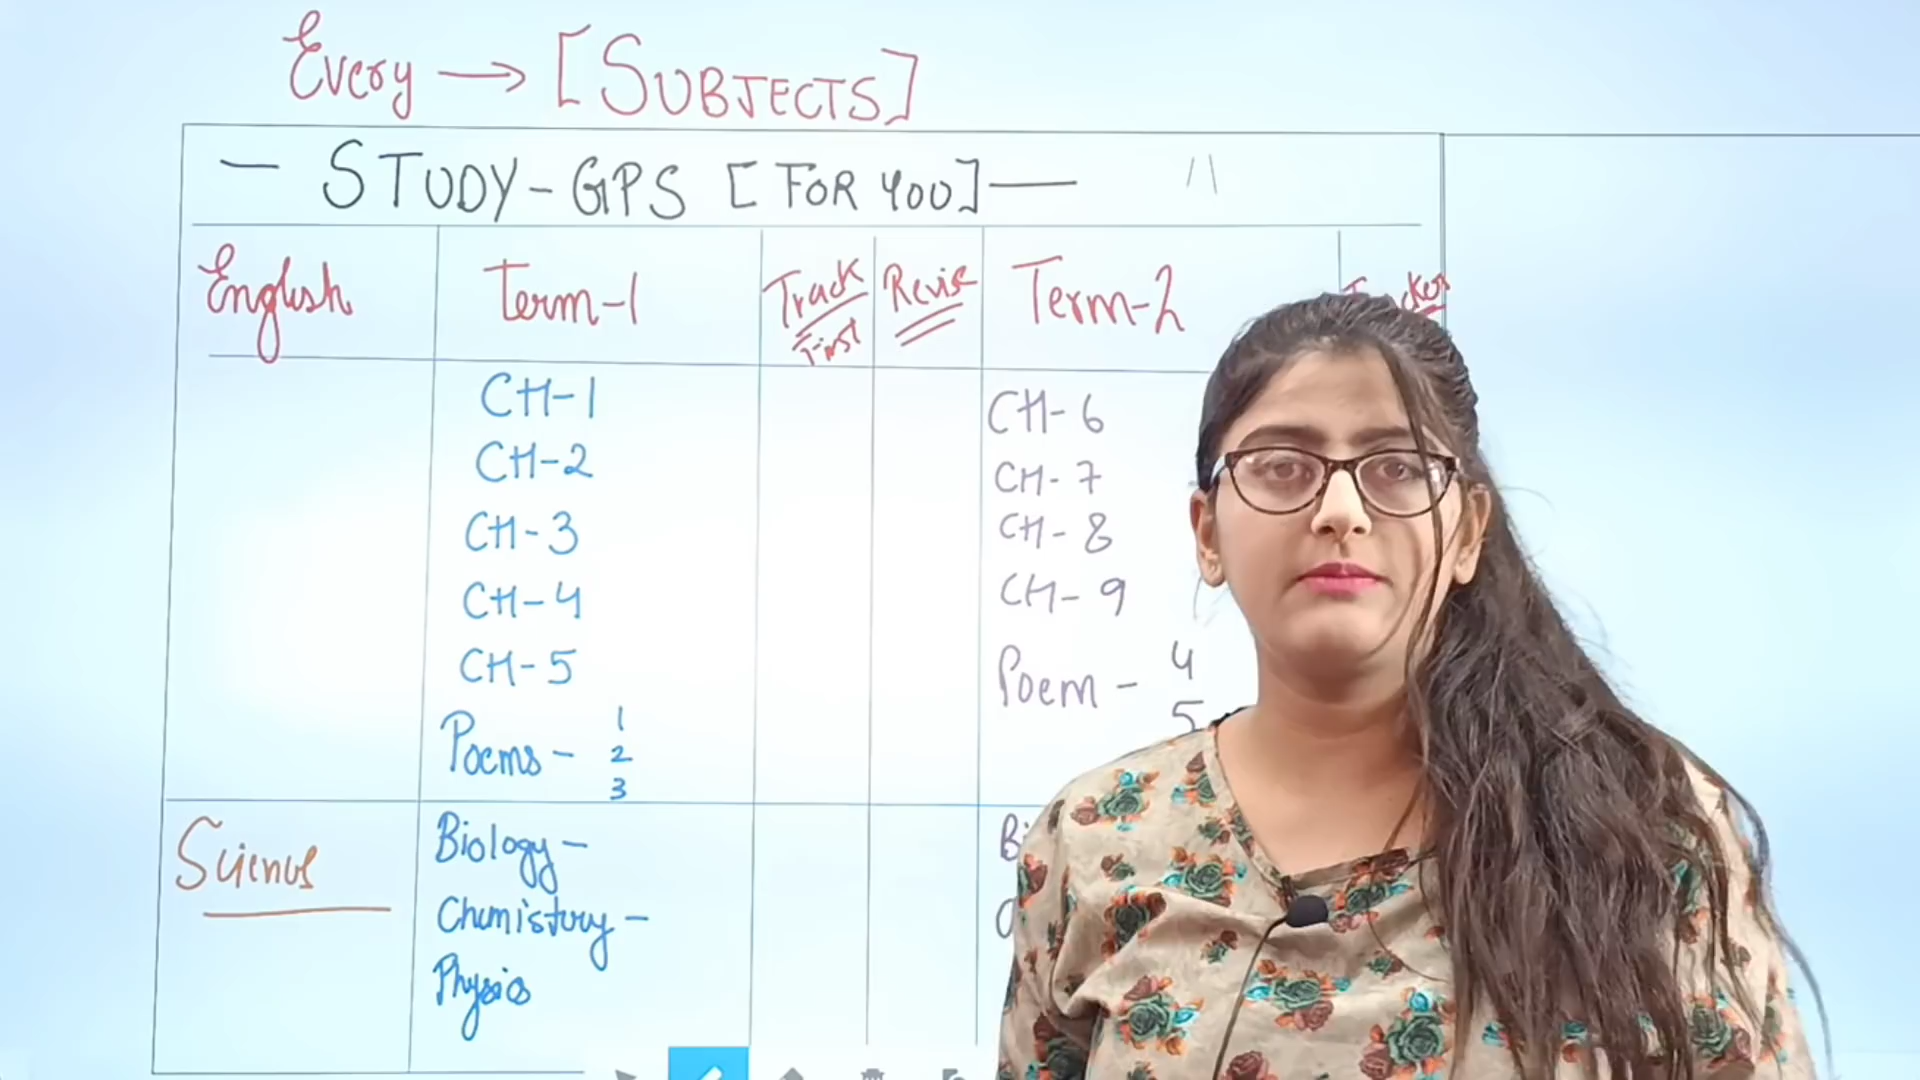 Every → [SUBJECTS]
— STUDY-GPS [FOR YOU] —
English Term-1 Track First Revise Term-2
CH-1 CH-6
CH-2 CH-7
CH-3 CH-8
CH-4 CH-9
CH-5
Poem - 4
5
Poems - 1
2
3
Science Biology -
Chemistry -
Physics